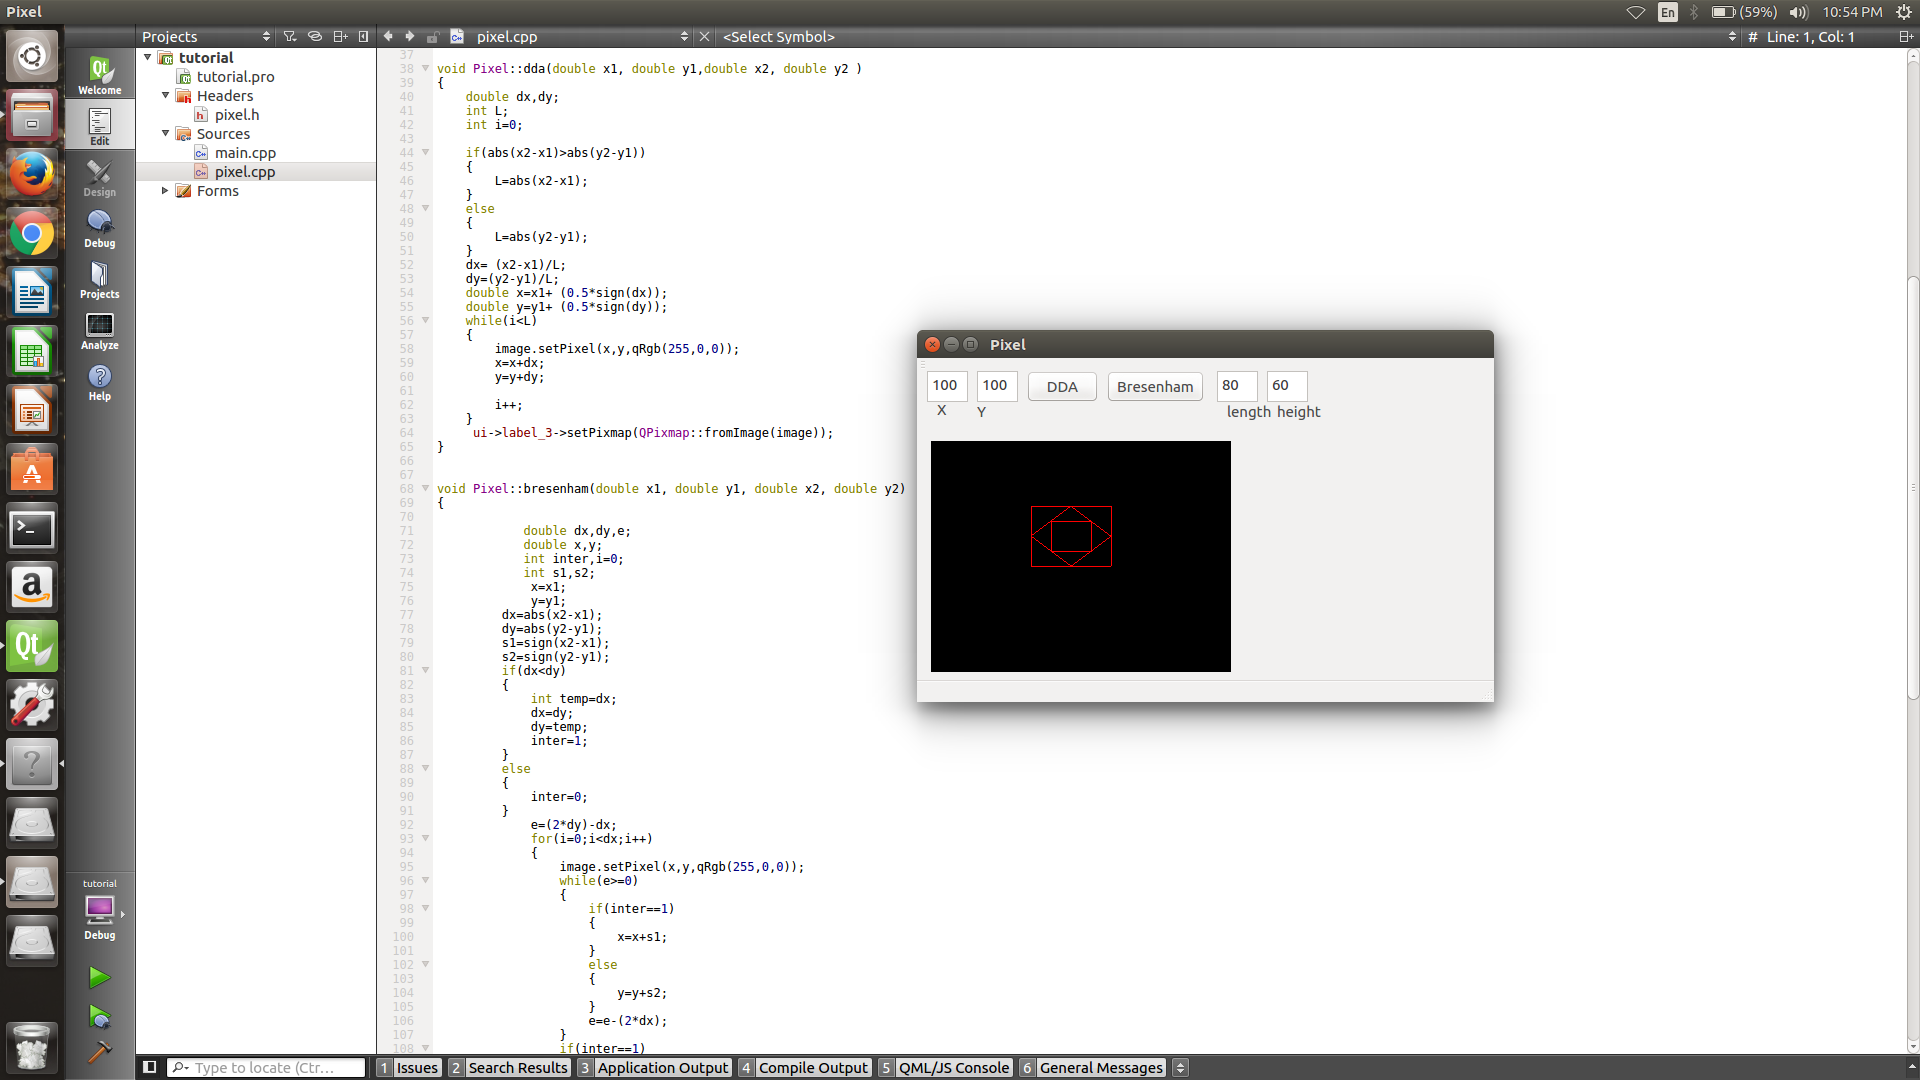 Pixel
En
(59%)
10:54 PM
Projects
pixel.cpp
<Select Symbol>
# Line: 1, Col: 1
Welcome
Edit
Design
Debug
Projects
Analyze
Help
tutorial
Debug
tutorial
tutorial.pro
Headers
pixel.h
Sources
main.cpp
pixel.cpp
Forms
37
38 void Pixel::dda(double x1, double y1,double x2, double y2 )
39 {
40 double dx,dy;
41 int L;
42 int i=0;
43
44 if(abs(x2-x1)>abs(y2-y1))
45 {
46 L=abs(x2-x1);
47 }
48 else
49 {
50 L=abs(y2-y1);
51 }
52 dx= (x2-x1)/L;
53 dy=(y2-y1)/L;
54 double x=x1+ (0.5*sign(dx));
55 double y=y1+ (0.5*sign(dy));
56 while(i<L)
57 {
58 image.setPixel(x,y,qRgb(255,0,0));
59 x=x+dx;
60 y=y+dy;
61
62 i++;
63 }
64 ui->label_3->setPixmap(QPixmap::fromImage(image));
65 }
66
67
68 void Pixel::bresenham(double x1, double y1, double x2, double y2)
69 {
70
71 double dx,dy,e;
72 double x,y;
73 int inter,i=0;
74 int s1,s2;
75 x=x1;
76 y=y1;
77 dx=abs(x2-x1);
78 dy=abs(y2-y1);
79 s1=sign(x2-x1);
80 s2=sign(y2-y1);
81 if(dx<dy)
82 {
83 int temp=dx;
84 dx=dy;
85 dy=temp;
86 inter=1;
87 }
88 else
89 {
90 inter=0;
91 }
92 e=(2*dy)-dx;
93 for(i=0;i<dx;i++)
94 {
95 image.setPixel(x,y,qRgb(255,0,0));
96 while(e>=0)
97 {
98 if(inter==1)
99 {
100 x=x+s1;
101 }
102 else
103 {
104 y=y+s2;
105 }
106 e=e-(2*dx);
107 }
108 if(inter==1)
Pixel
100 100 DDA Bresenham 80 60
X Y length height
Type to locate (Ctr...
1 Issues
2 Search Results
3 Application Output
4 Compile Output
5 QML/JS Console
6 General Messages